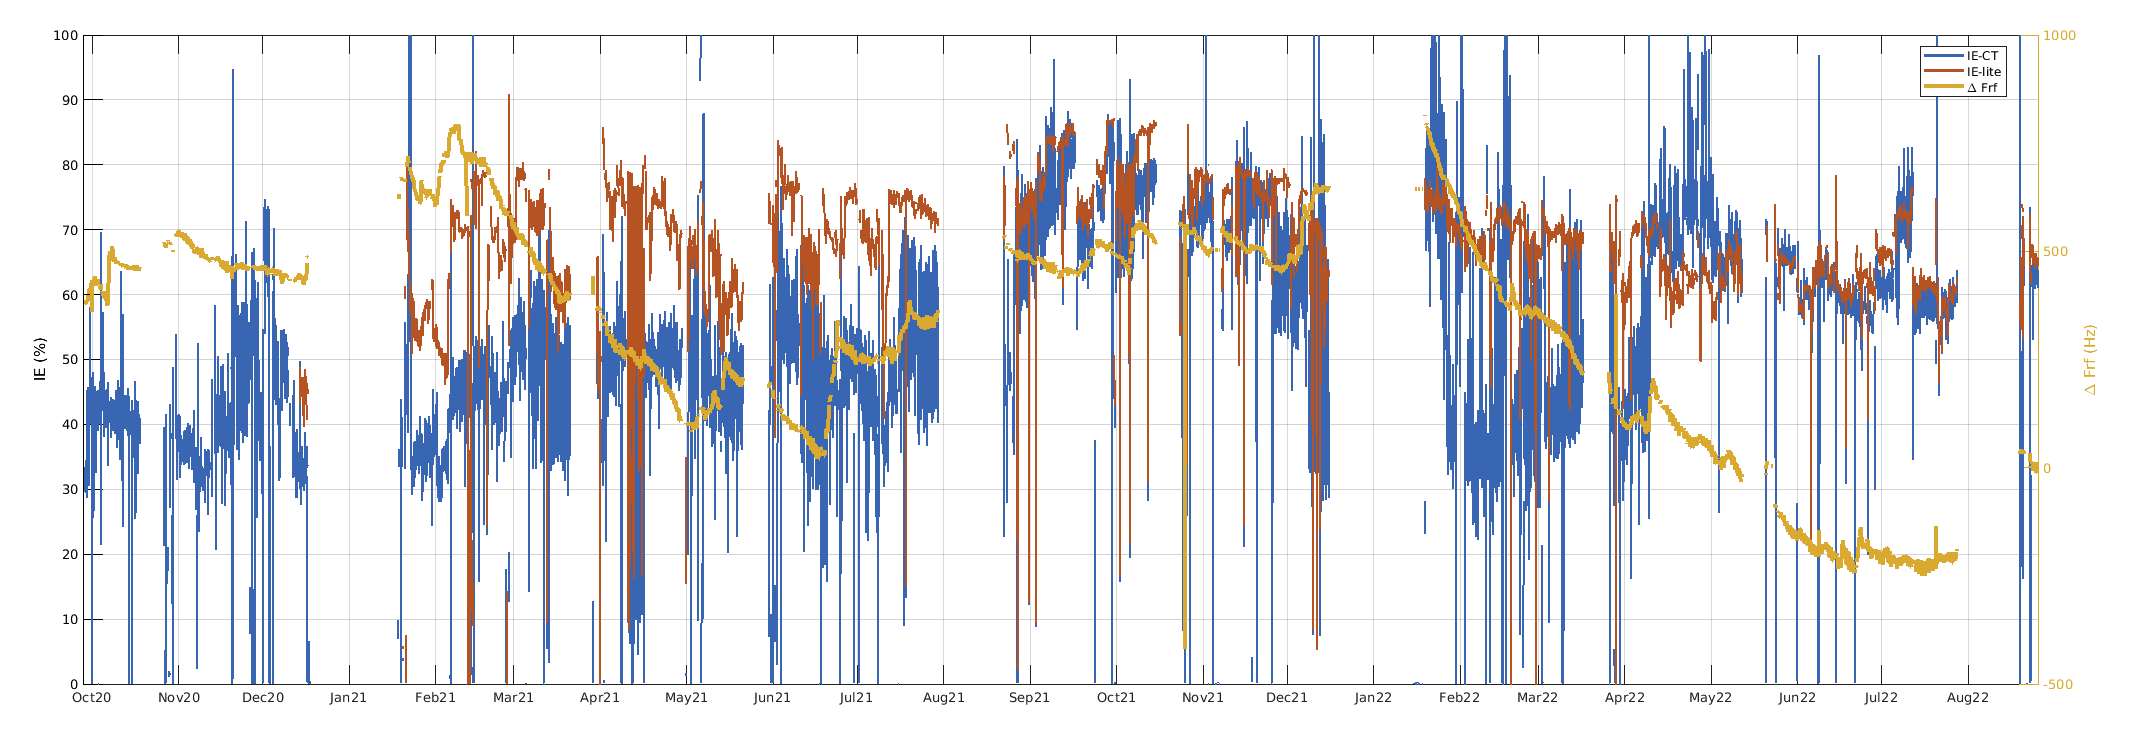 100
90
80
70
60
50
40
30
20
10
0
IE (%)
1000
500
0
-500
Δ Frf (Hz)
IE-CT
IE-lite
Δ Frf
Oct20 Nov20 Dec20 Jan21 Feb21 Mar21 Apr21 May21 Jun21 Jul21 Aug21 Sep21 Oct21 Nov21 Dec21 Jan22 Feb22 Mar22 Apr22 May22 Jun22 Jul22 Aug22